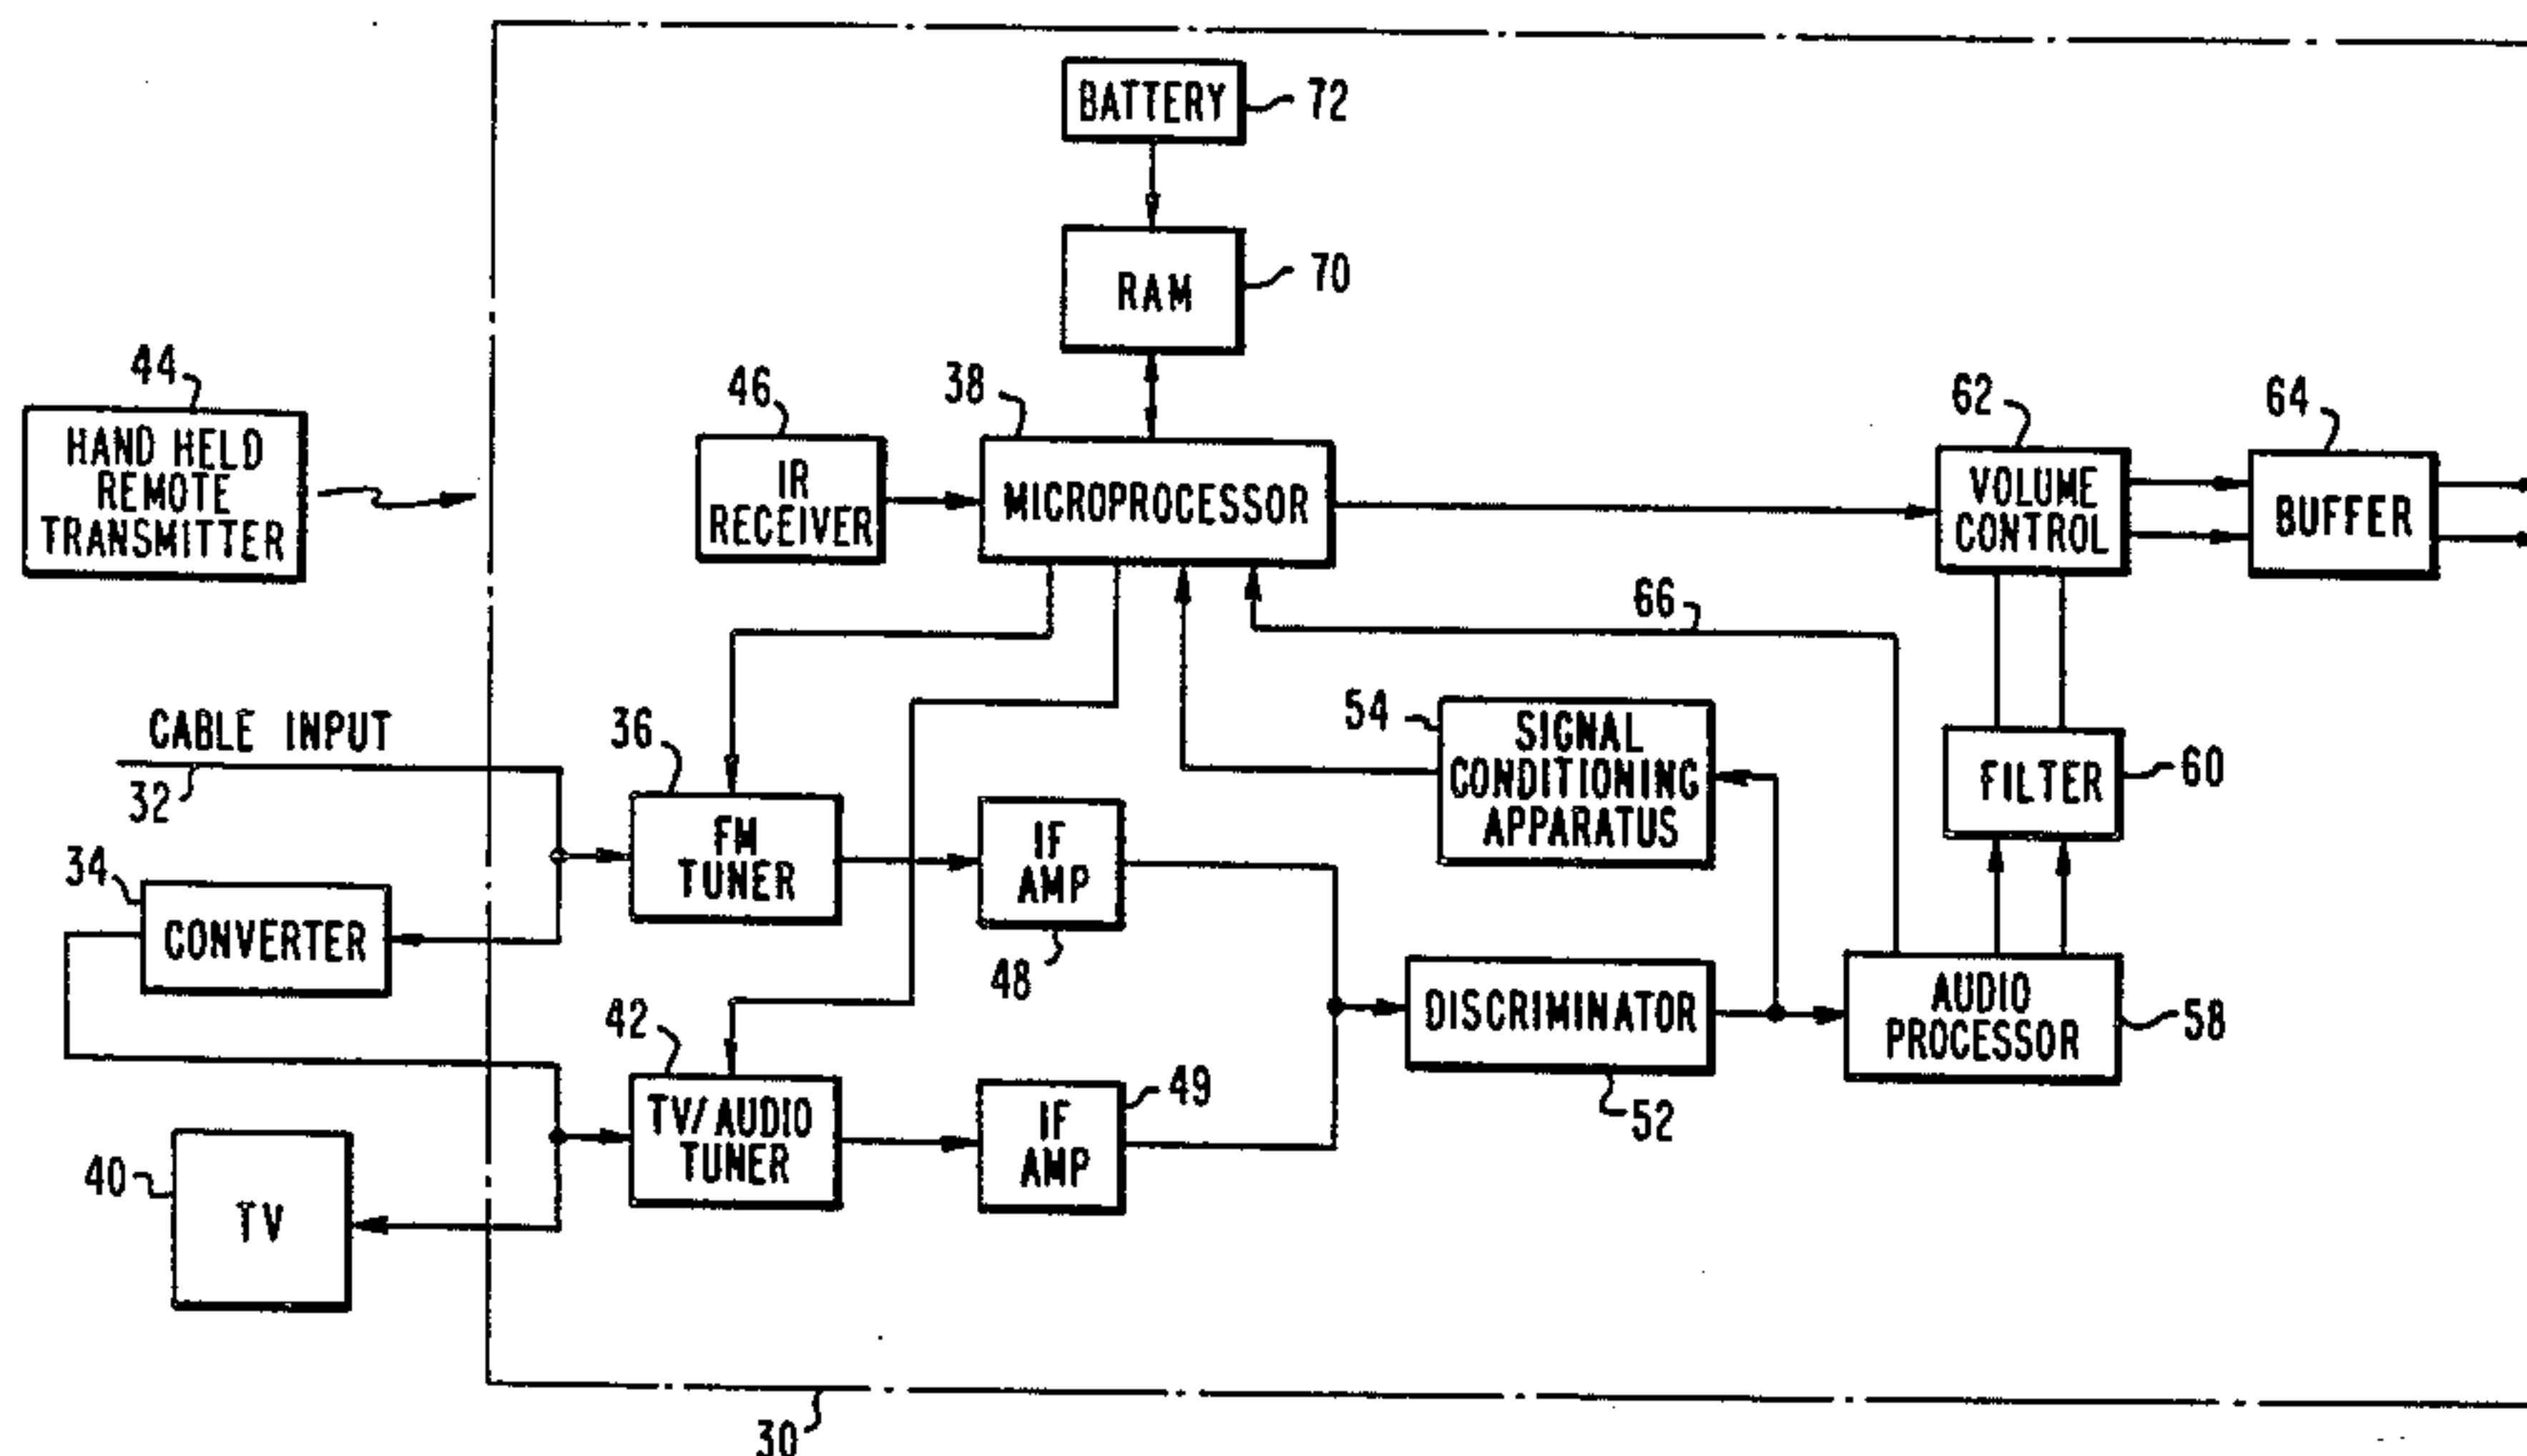 BATTERY
72
RAM
70
44
HAND HELD
REMOTE
TRANSMITTER
46
IR
RECEIVER
38
MICROPROCESSOR
62
VOLUME
CONTROL
64
BUFFER
66
CABLE INPUT
32
36
FM
TUNER
54
SIGNAL
CONDITIONING
APPARATUS
FILTER
60
34
CONVERTER
IF
AMP
48
42
TV/AUDIO
TUNER
IF
AMP
49
DISCRIMINATOR
52
AUDIO
PROCESSOR
58
40
TV
30